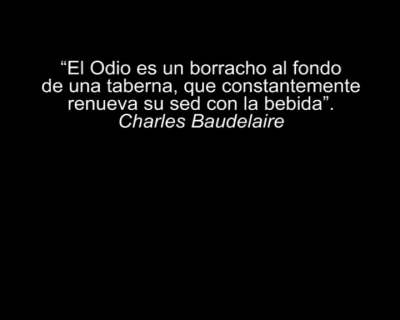 “El Odio es un borracho al fondo
de una taberna, que constantemente
renueva su sed con la bebida”.
Charles Baudelaire